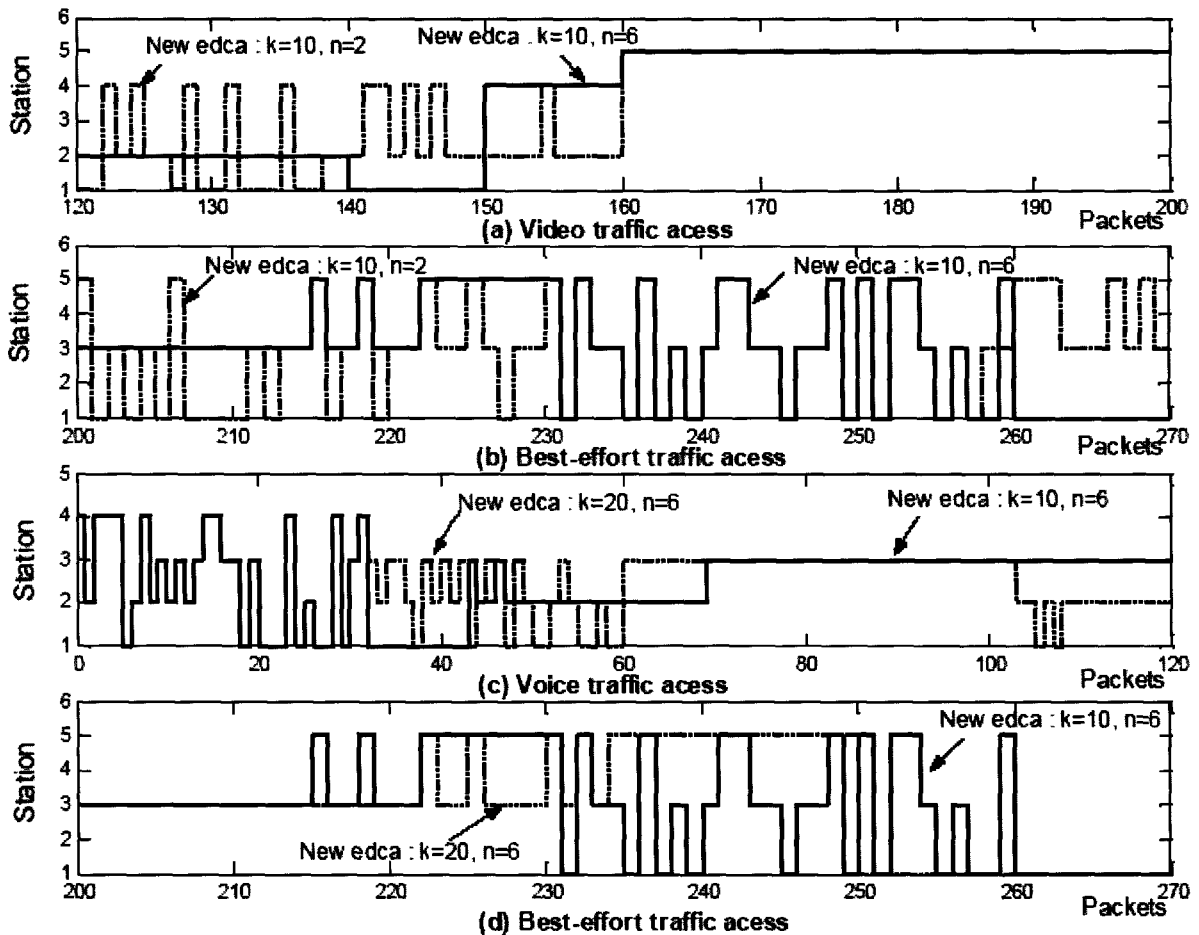 6
5
4
3
2
1
Station
New edca : k=10, n=2
New edca : k=10, n=6
120 130 140 150 160 170 180 190 200
(a) Video traffic acess
Packets
6
5
4
3
2
1
Station
New edca : k=10, n=2
New edca : k=10, n=6
200 210 220 230 240 250 260 270
(b) Best-effort traffic acess
Packets
5
4
3
2
1
Station
New edca : k=20, n=6
New edca : k=10, n=6
0 20 40 60 80 100 120
(c) Voice traffic acess
Packets
6
5
4
3
2
1
Station
New edca : k=10, n=6
New edca : k=20, n=6
200 210 220 230 240 250 260 270
(d) Best-effort traffic acess
Packets